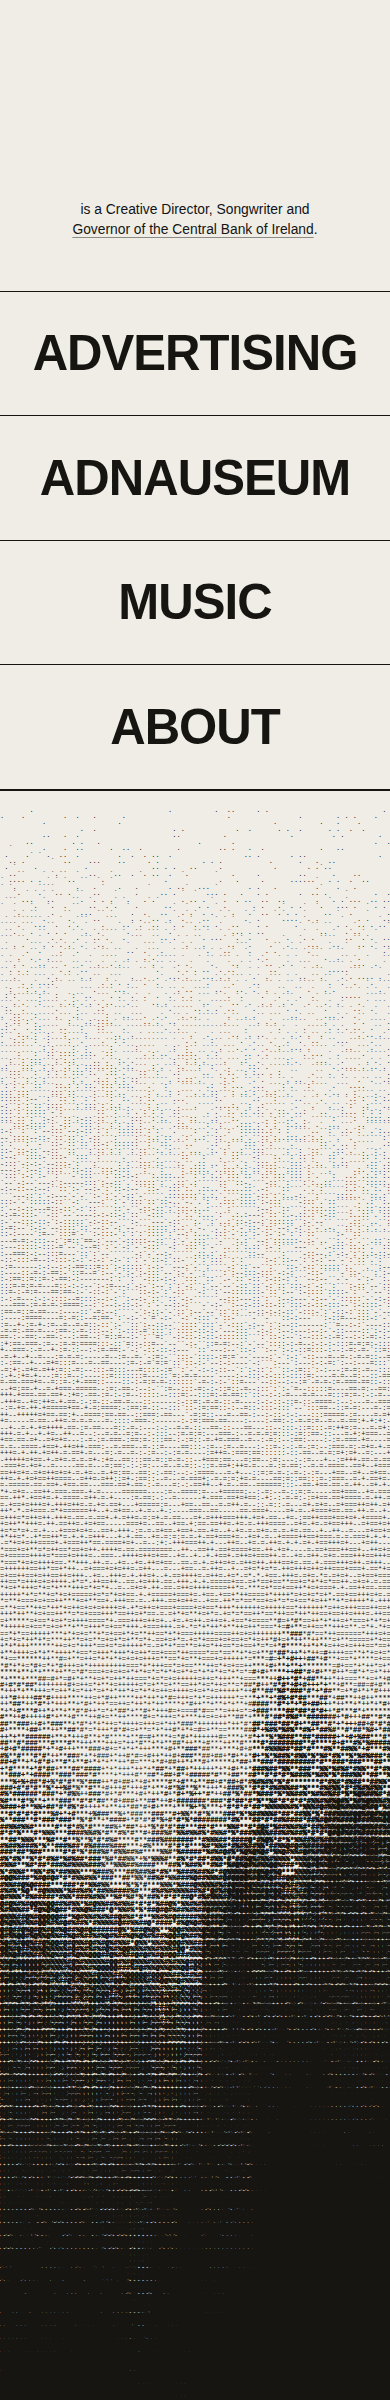 is a Creative Director, Songwriter and
Governor of the Central Bank of Ireland.
ADVERTISING
ADNAUSEUM
MUSIC
ABOUT